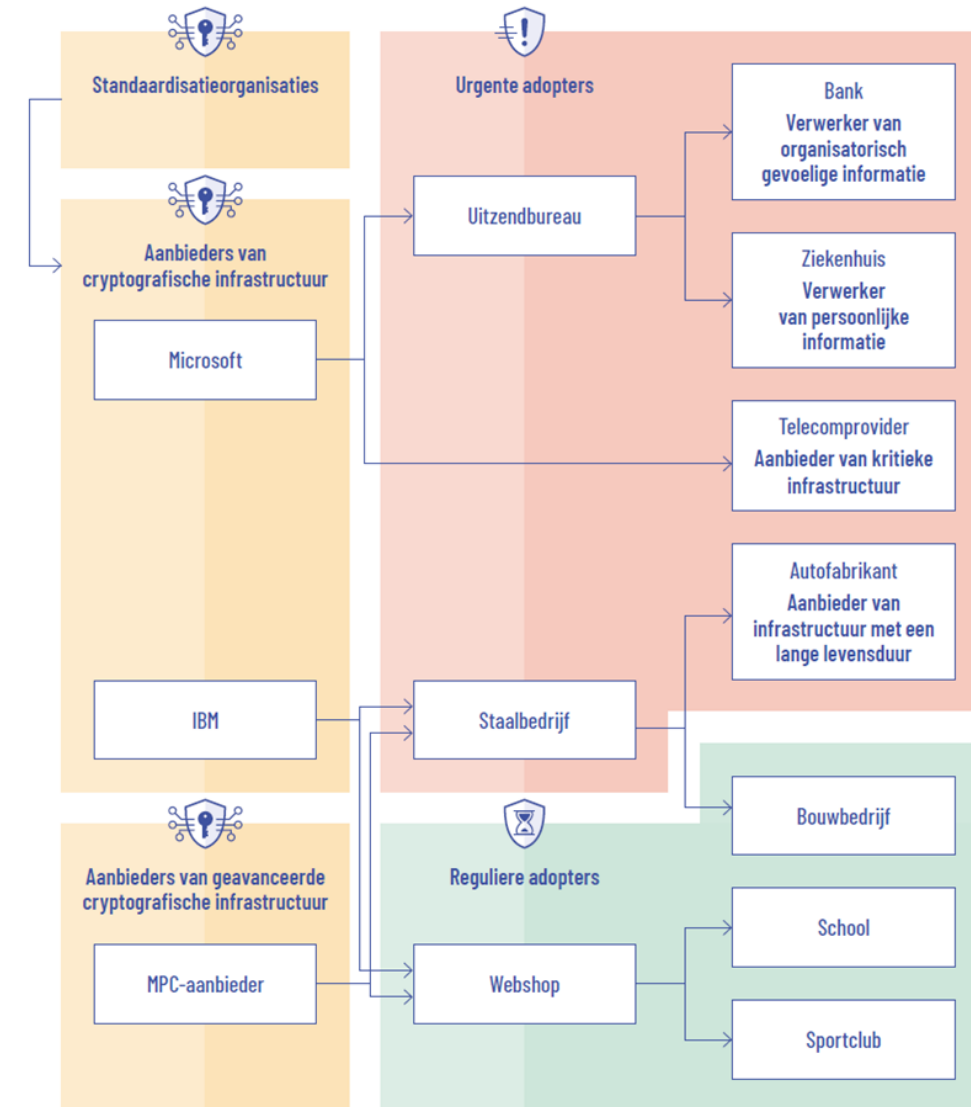 Standaardisatieorganisaties
Aanbieders van
cryptografische infrastructuur
Microsoft
IBM
Aanbieders van geavanceerde
cryptografische infrastructuur
MPC-aanbieder
Urgente adopters
Uitzendbureau
Staalbedrijf
Bank
Verwerker van
organisatorisch
gevoelige informatie
Ziekenhuis
Verwerker
van persoonlijke
informatie
Telecomprovider
Aanbieder van kritieke
infrastructuur
Autofabrikant
Aanbieder van
infrastructuur met een
lange levensduur
Reguliere adopters
Webshop
Bouwbedrijf
School
Sportclub